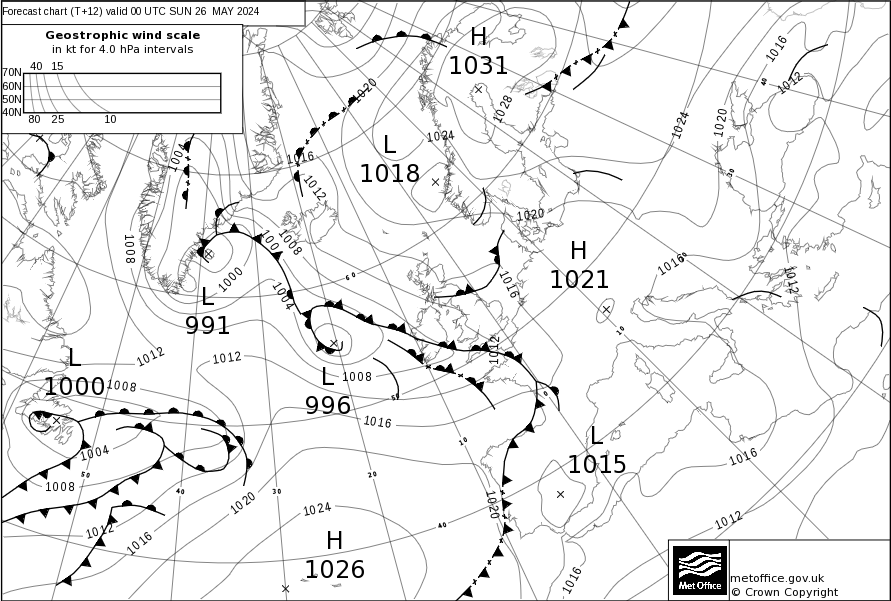 Forecast chart (T+12) valid 00 UTC SUN 26 MAY 2024
Geostrophic wind scale
in kt for 4.0 hPa intervals
40 15
70N
60N
50N
40N
80 25 10
H
1031
1016
1012
1020
1028
1024
1020
1024
L
1018
1004
1016
1012
1020
1008
1008
1000
1004
H
1021
1016
1016
1012
L
991
1012
1012
1012
L
1000
1008
L
996
1008
1016
1004
1008
L
1015
1016
1020
1020
1024
1012
1016
1012
H
1026
1016
50
40
30
20
10
40
50
60
10
0
30
40
Met Office
metoffice.gov.uk
© Crown Copyright